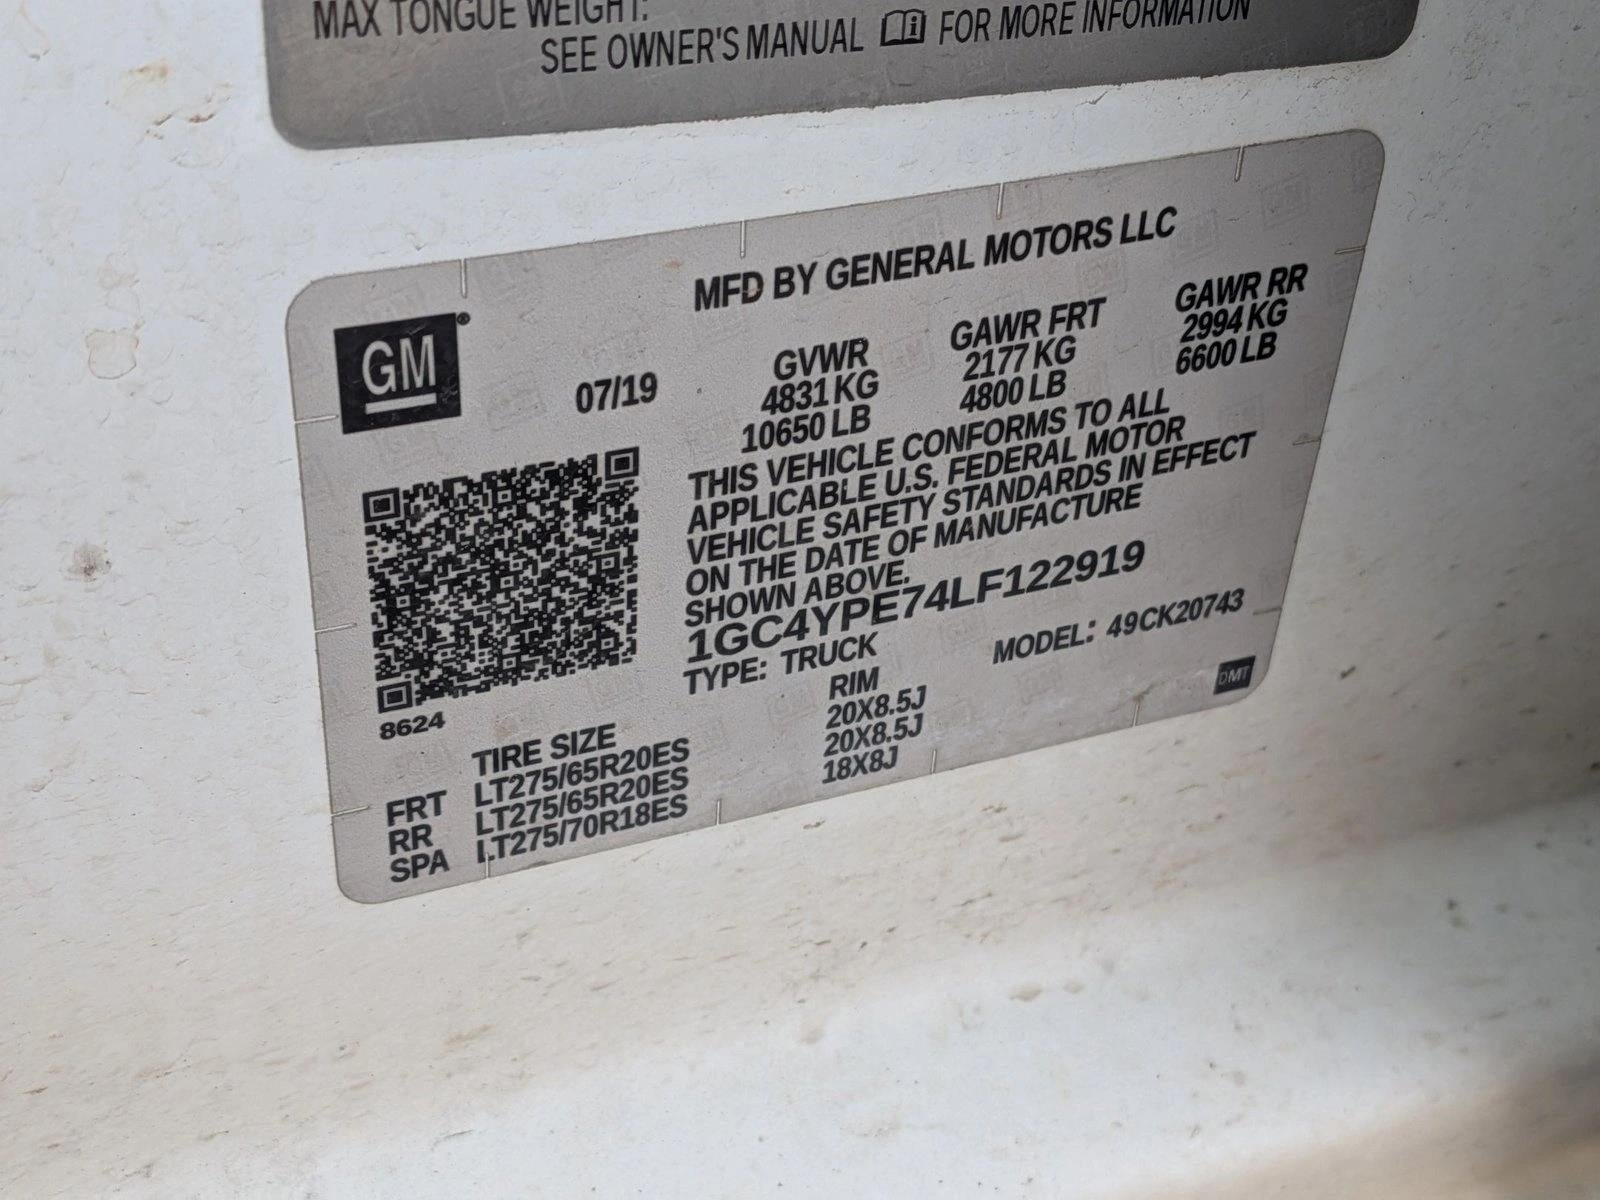 MAX TONGUE WEIGHT:
SEE OWNER'S MANUAL FOR MORE INFORMATION
MFD BY GENERAL MOTORS LLC
GM ®
07/19
GVWR GAWR FRT GAWR RR
4831 KG 2177 KG 2994 KG
10650 LB 4800 LB 6600 LB
THIS VEHICLE CONFORMS TO ALL
APPLICABLE U.S. FEDERAL MOTOR
VEHICLE SAFETY STANDARDS IN EFFECT
ON THE DATE OF MANUFACTURE
SHOWN ABOVE.
1GC4YPE74LF122919
TYPE: TRUCK MODEL: 49CK20743
8624
DMT
TIRE SIZE RIM
FRT LT275/65R20ES 20X8.5J
RR LT275/65R20ES 20X8.5J
SPA LT275/70R18ES 18X8J